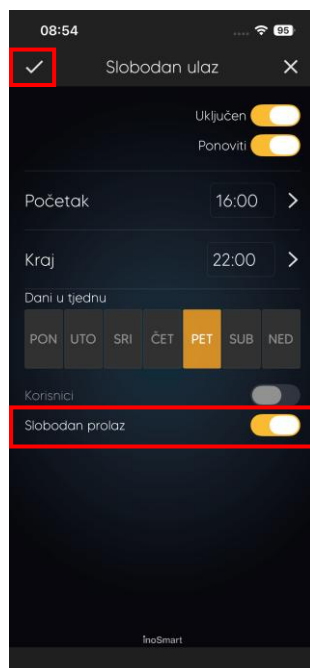 08:54 95
Slobodan ulaz
Uključen
Ponoviti
Početak 16:00
Kraj 22:00
Dani u tjednu
PON UTO SRI ČET PET SUB NED
Korisnici
Slobodan prolaz
inoSmart